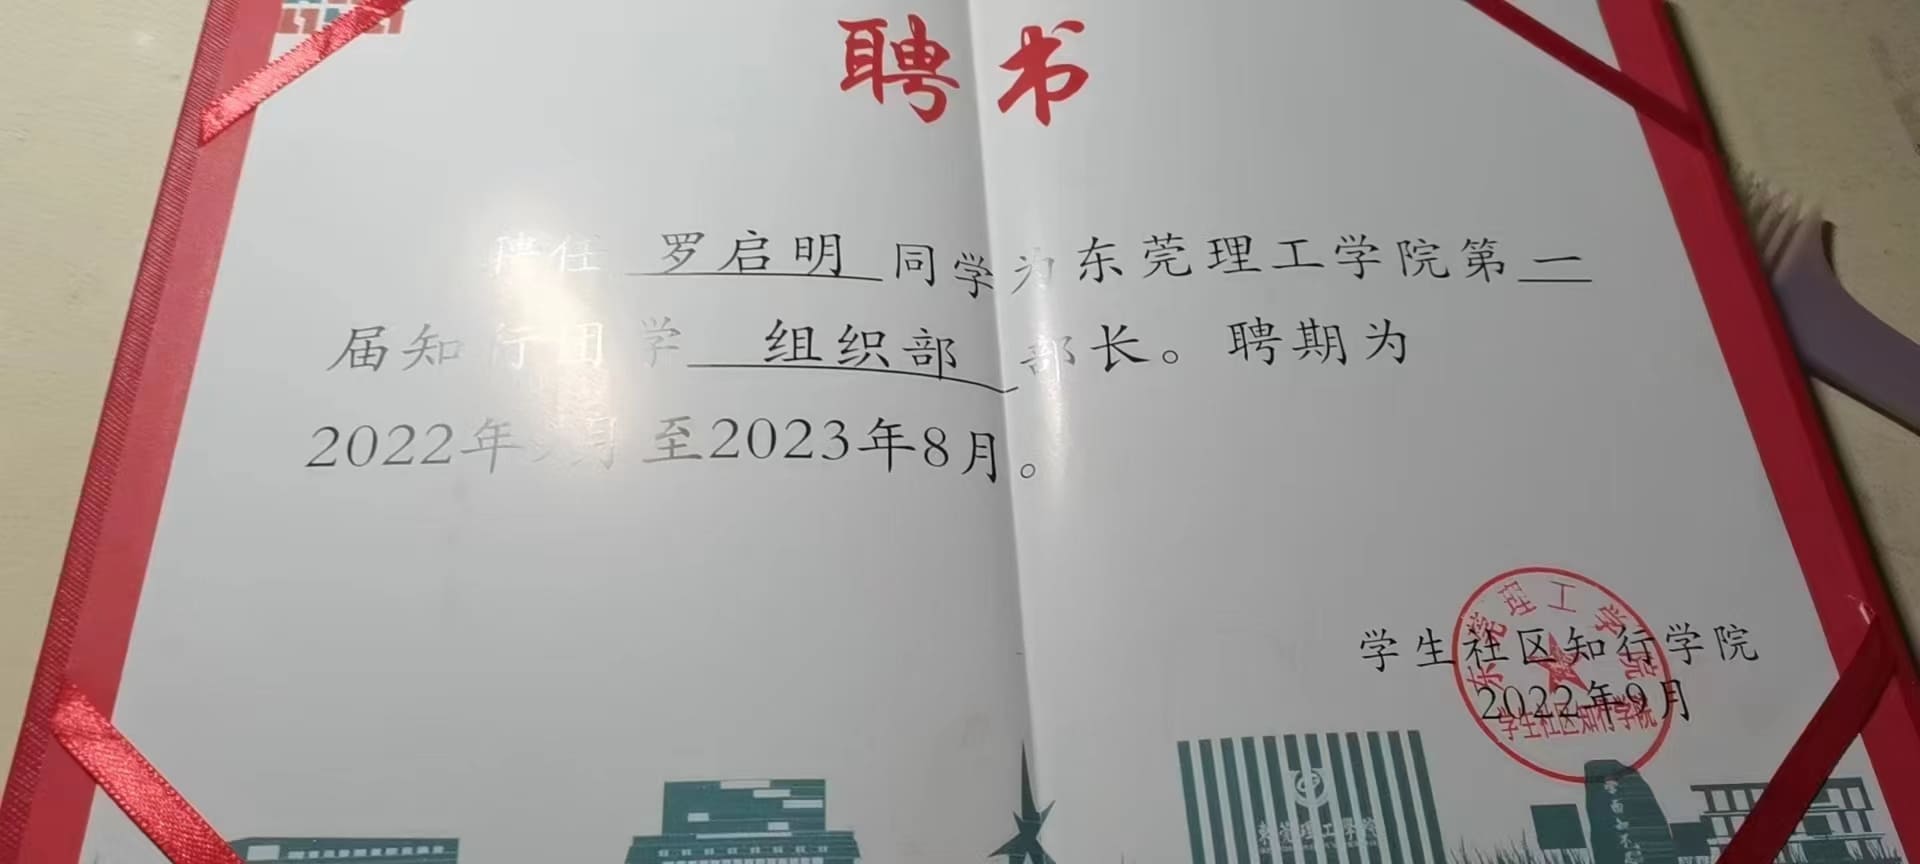 聘书
聘任 罗启明 同学为东莞理工学院第一
届知行同学 组织部 部长。聘期为
2022年 月至2023年8月。
学生社区知行学院
2022年9月
东莞理工学院
学生社区知行学院
东莞理工学院